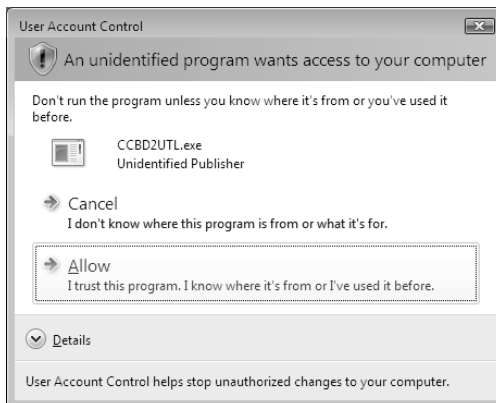 User Account Control
An unidentified program wants access to your computer
Don't run the program unless you know where it's from or you've used it
before.
CCBD2UTL.exe
Unidentified Publisher
Cancel
I don't know where this program is from or what it's for.
Allow
I trust this program. I know where it's from or I've used it before.
Details
User Account Control helps stop unauthorized changes to your computer.